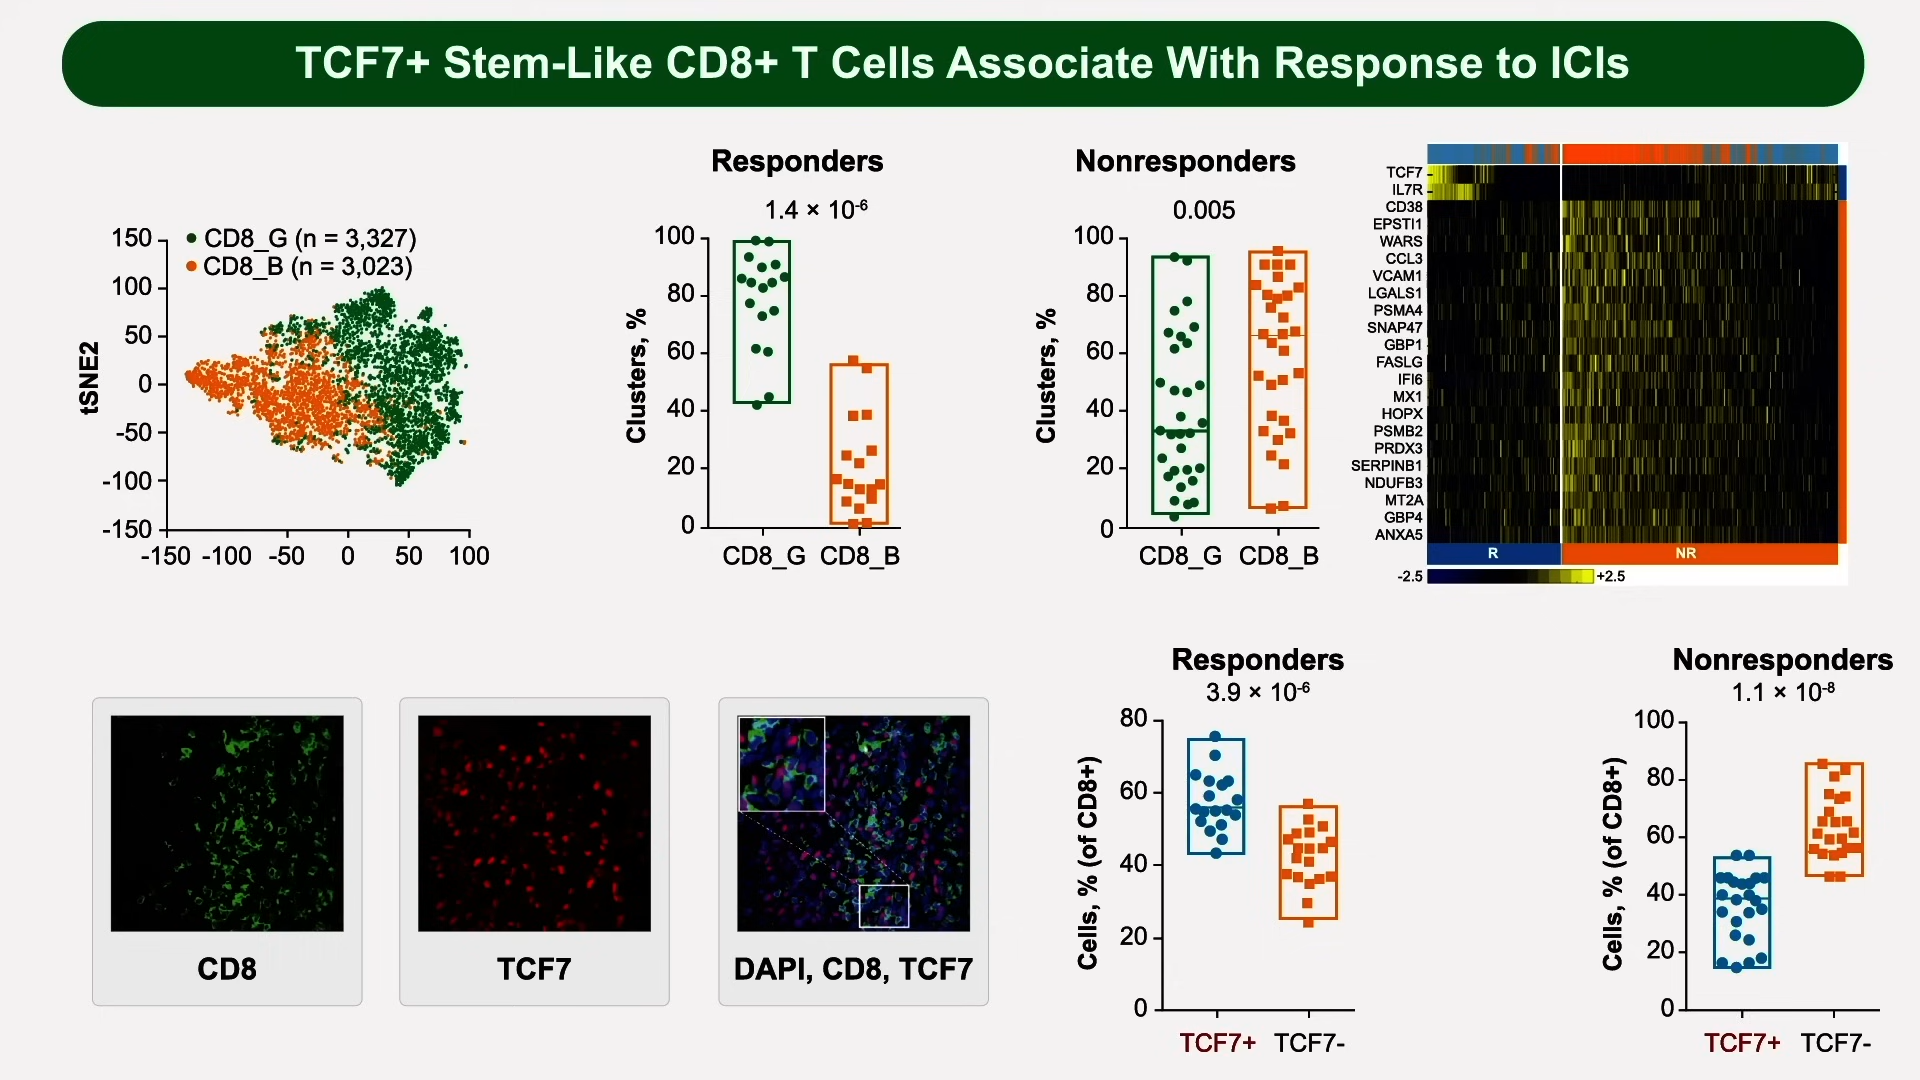 TCF7+ Stem-Like CD8+ T Cells Associate With Response to ICIs
CD8_G (n = 3,327)
CD8_B (n = 3,023)
tSNE2
150
100
50
0
-50
-100
-150
-150 -100 -50 0 50 100
Responders
1.4 × 10-6
Clusters, %
100
80
60
40
20
0
CD8_G CD8_B
Nonresponders
0.005
Clusters, %
100
80
60
40
20
0
CD8_G CD8_B
TCF7
IL7R
CD38
EPSTI1
WARS
CCL3
VCAM1
LGALS1
PSMA4
SNAP47
GBP1
FASLG
IFI6
MX1
HOPX
PSMB2
PRDX3
SERPINB1
NDUFB3
MT2A
GBP4
ANXA5
R NR
-2.5 +2.5
CD8
TCF7
DAPI, CD8, TCF7
Responders
3.9 × 10-6
Cells, % (of CD8+)
80
60
40
20
0
TCF7+ TCF7-
Nonresponders
1.1 × 10-8
Cells, % (of CD8+)
100
80
60
40
20
0
TCF7+ TCF7-